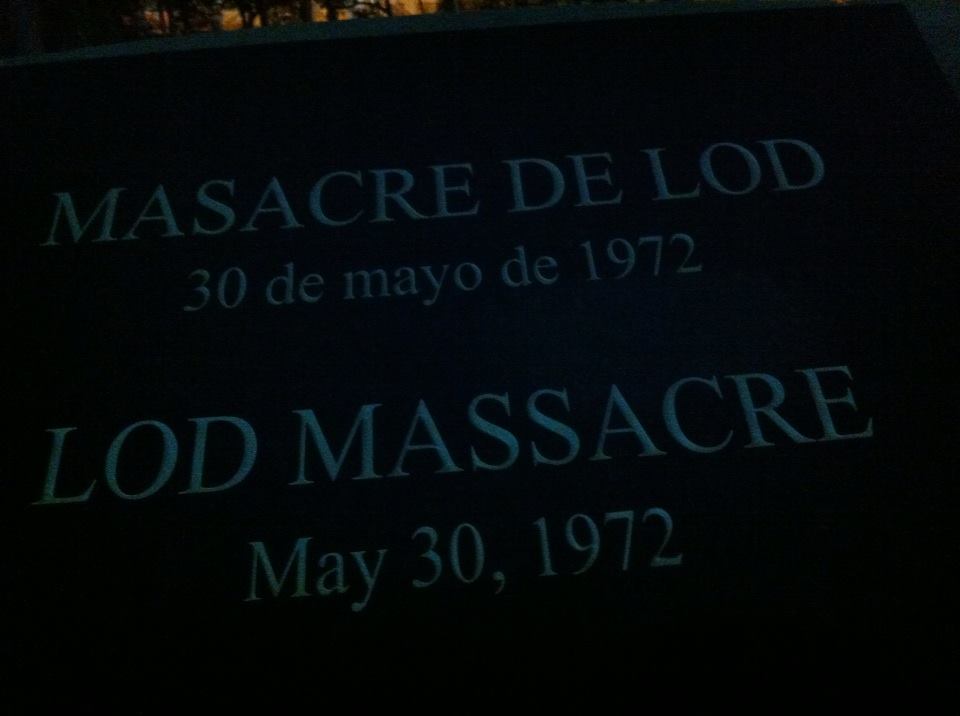 MASACRE DE LOD
30 de mayo de 1972
LOD MASSACRE
May 30, 1972